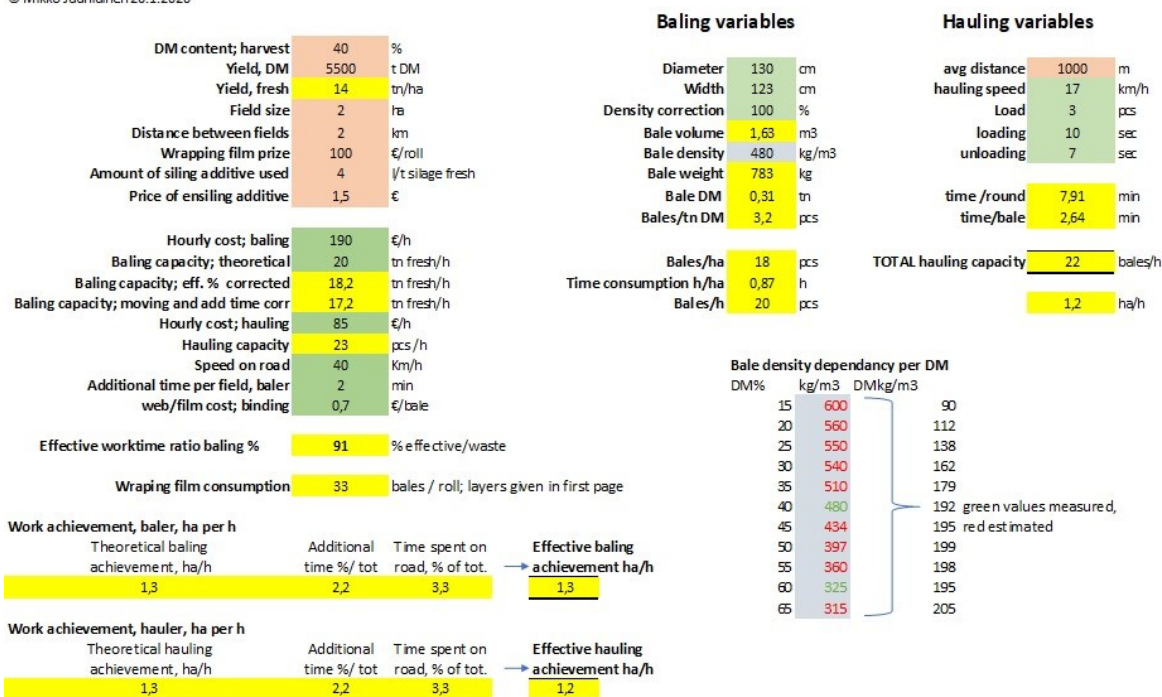 Baling variables Hauling variables
DM content; harvest 40 %
Yield, DM 5500 t DM
Yield, fresh 14 tn/ha
Field size 2 ha
Distance between fields 2 km
Wrapping film prize 100 €/roll
Amount of siling additive used 4 l/t silage fresh
Price of ensiling additive 1,5 €
Diameter 130 cm
Width 123 cm
Density correction 100 %
Bale volume 1,63 m3
Bale density 480 kg/m3
Bale weight 783 kg
Bale DM 0,31 tn
Bales/tn DM 3,2 pcs
avg distance 1000 m
hauling speed 17 km/h
Load 3 pcs
loading 10 sec
unloading 7 sec
time /round 7,91 min
time/bale 2,64 min
Hourly cost; baling 190 €/h
Baling capacity; theoretical 20 tn fresh/h
Baling capacity; eff. % corrected 18,2 tn fresh/h
Baling capacity; moving and add time corr 17,2 tn fresh/h
Hourly cost; hauling 85 €/h
Hauling capacity 23 pcs/h
Speed on road 40 Km/h
Additional time per field, baler 2 min
web/film cost; binding 0,7 €/bale
Bales/ha 18 pcs
Time consumption h/ha 0,87 h
Bales/h 20 pcs
TOTAL hauling capacity 22 bales/h
1,2 ha/h
Effective worktime ratio baling % 91 % effective/waste
Wraping film consumption 33 bales / roll; layers given in first page
Bale density dependancy per DM
DM% kg/m3 DMkg/m3
15 600 90
20 560 112
25 550 138
30 540 162
35 510 179
40 480 192 green values measured,
45 434 195 red estimated
50 397 199
55 360 198
60 325 195
65 315 205
Work achievement, baler, ha per h
Theoretical baling Additional Time spent on Effective baling
achievement, ha/h time %/ tot road, % of tot. achievement ha/h
1,3 2,2 3,3 1,3
Work achievement, hauler, ha per h
Theoretical hauling Additional Time spent on Effective hauling
achievement, ha/h time %/ tot road, % of tot. achievement ha/h
1,3 2,2 3,3 1,2